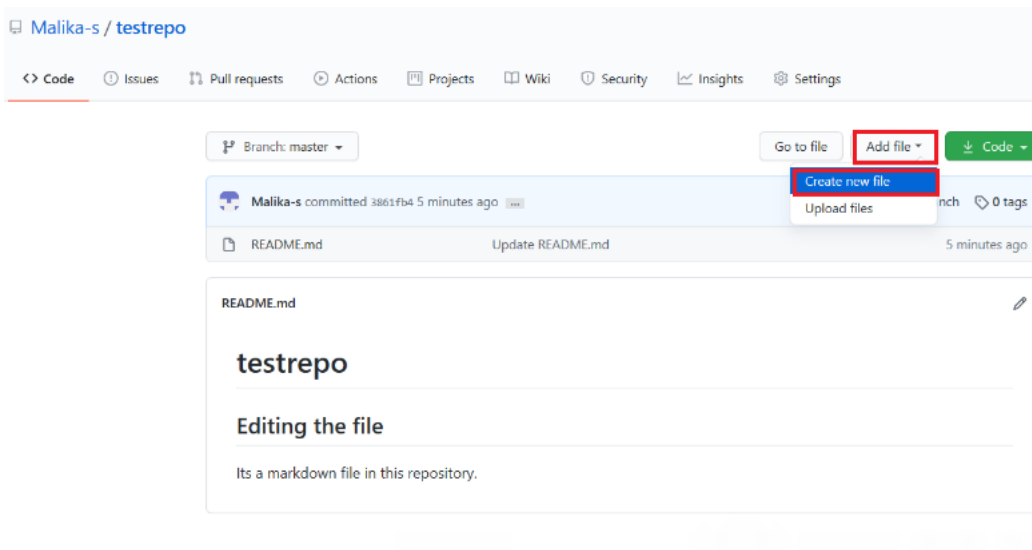 Malika-s / testrepo
<> Code Issues Pull requests Actions Projects Wiki Security Insights Settings
Branch: master Go to file Add file Code
Create new file
Malika-s committed 3861fb4 5 minutes ago ... nch 0 tags
Upload files
README.md Update README.md 5 minutes ago
README.md
testrepo
Editing the file
Its a markdown file in this repository.